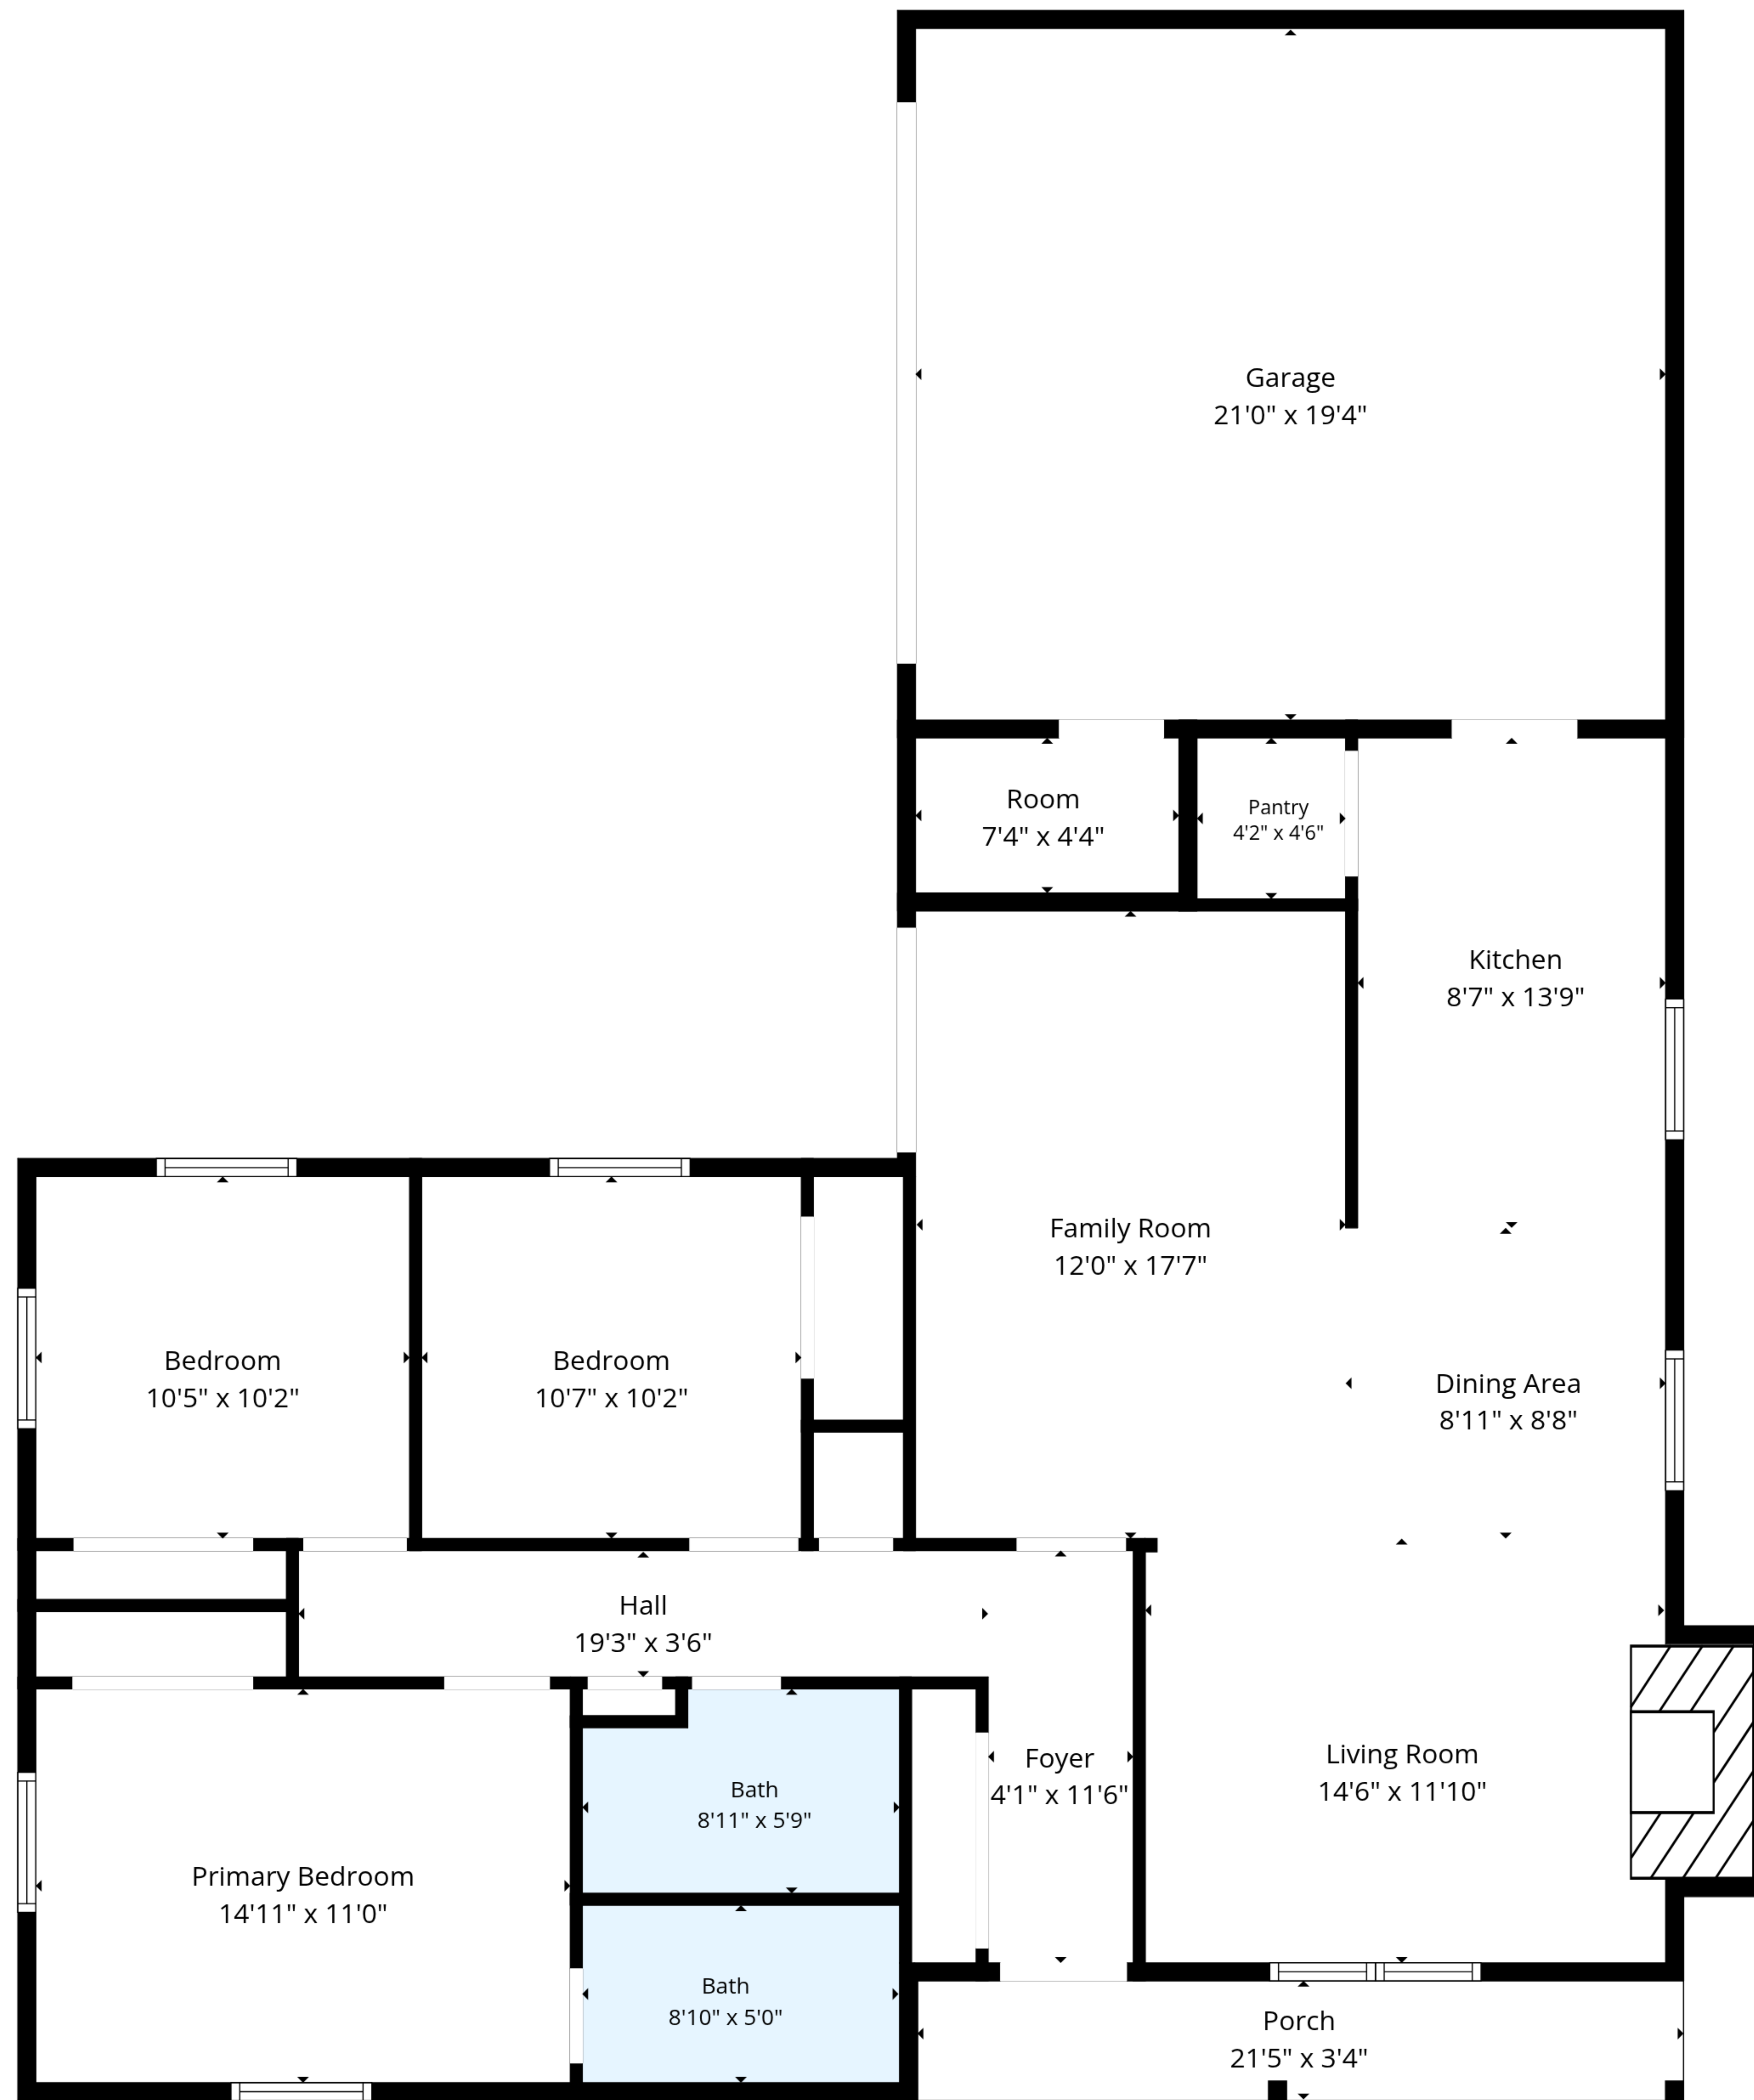 Garage
21'0" x 19'4"
Room
7'4" x 4'4"
Pantry
4'2" x 4'6"
Kitchen
8'7" x 13'9"
Family Room
12'0" x 17'7"
Bedroom
10'5" x 10'2"
Bedroom
10'7" x 10'2"
Dining Area
8'11" x 8'8"
Hall
19'3" x 3'6"
Foyer
4'1" x 11'6"
Living Room
14'6" x 11'10"
Bath
8'11" x 5'9"
Primary Bedroom
14'11" x 11'0"
Bath
8'10" x 5'0"
Porch
21'5" x 3'4"